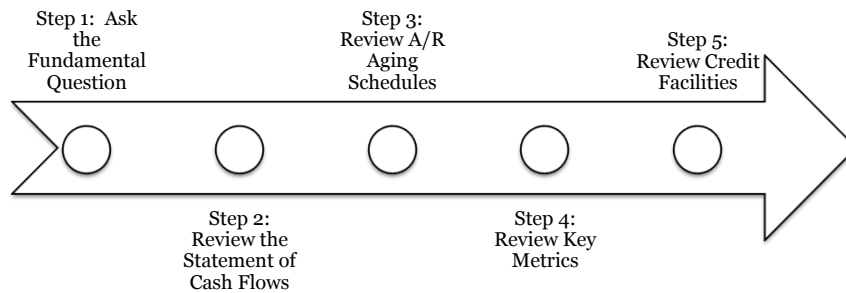 Step 1:  Ask
the
Fundamental
Question
Step 2:
Review the
Statement of
Cash Flows
Step 3:
Review A/R
Aging
Schedules
Step 4:
Review Key
Metrics
Step 5:
Review Credit
Facilities